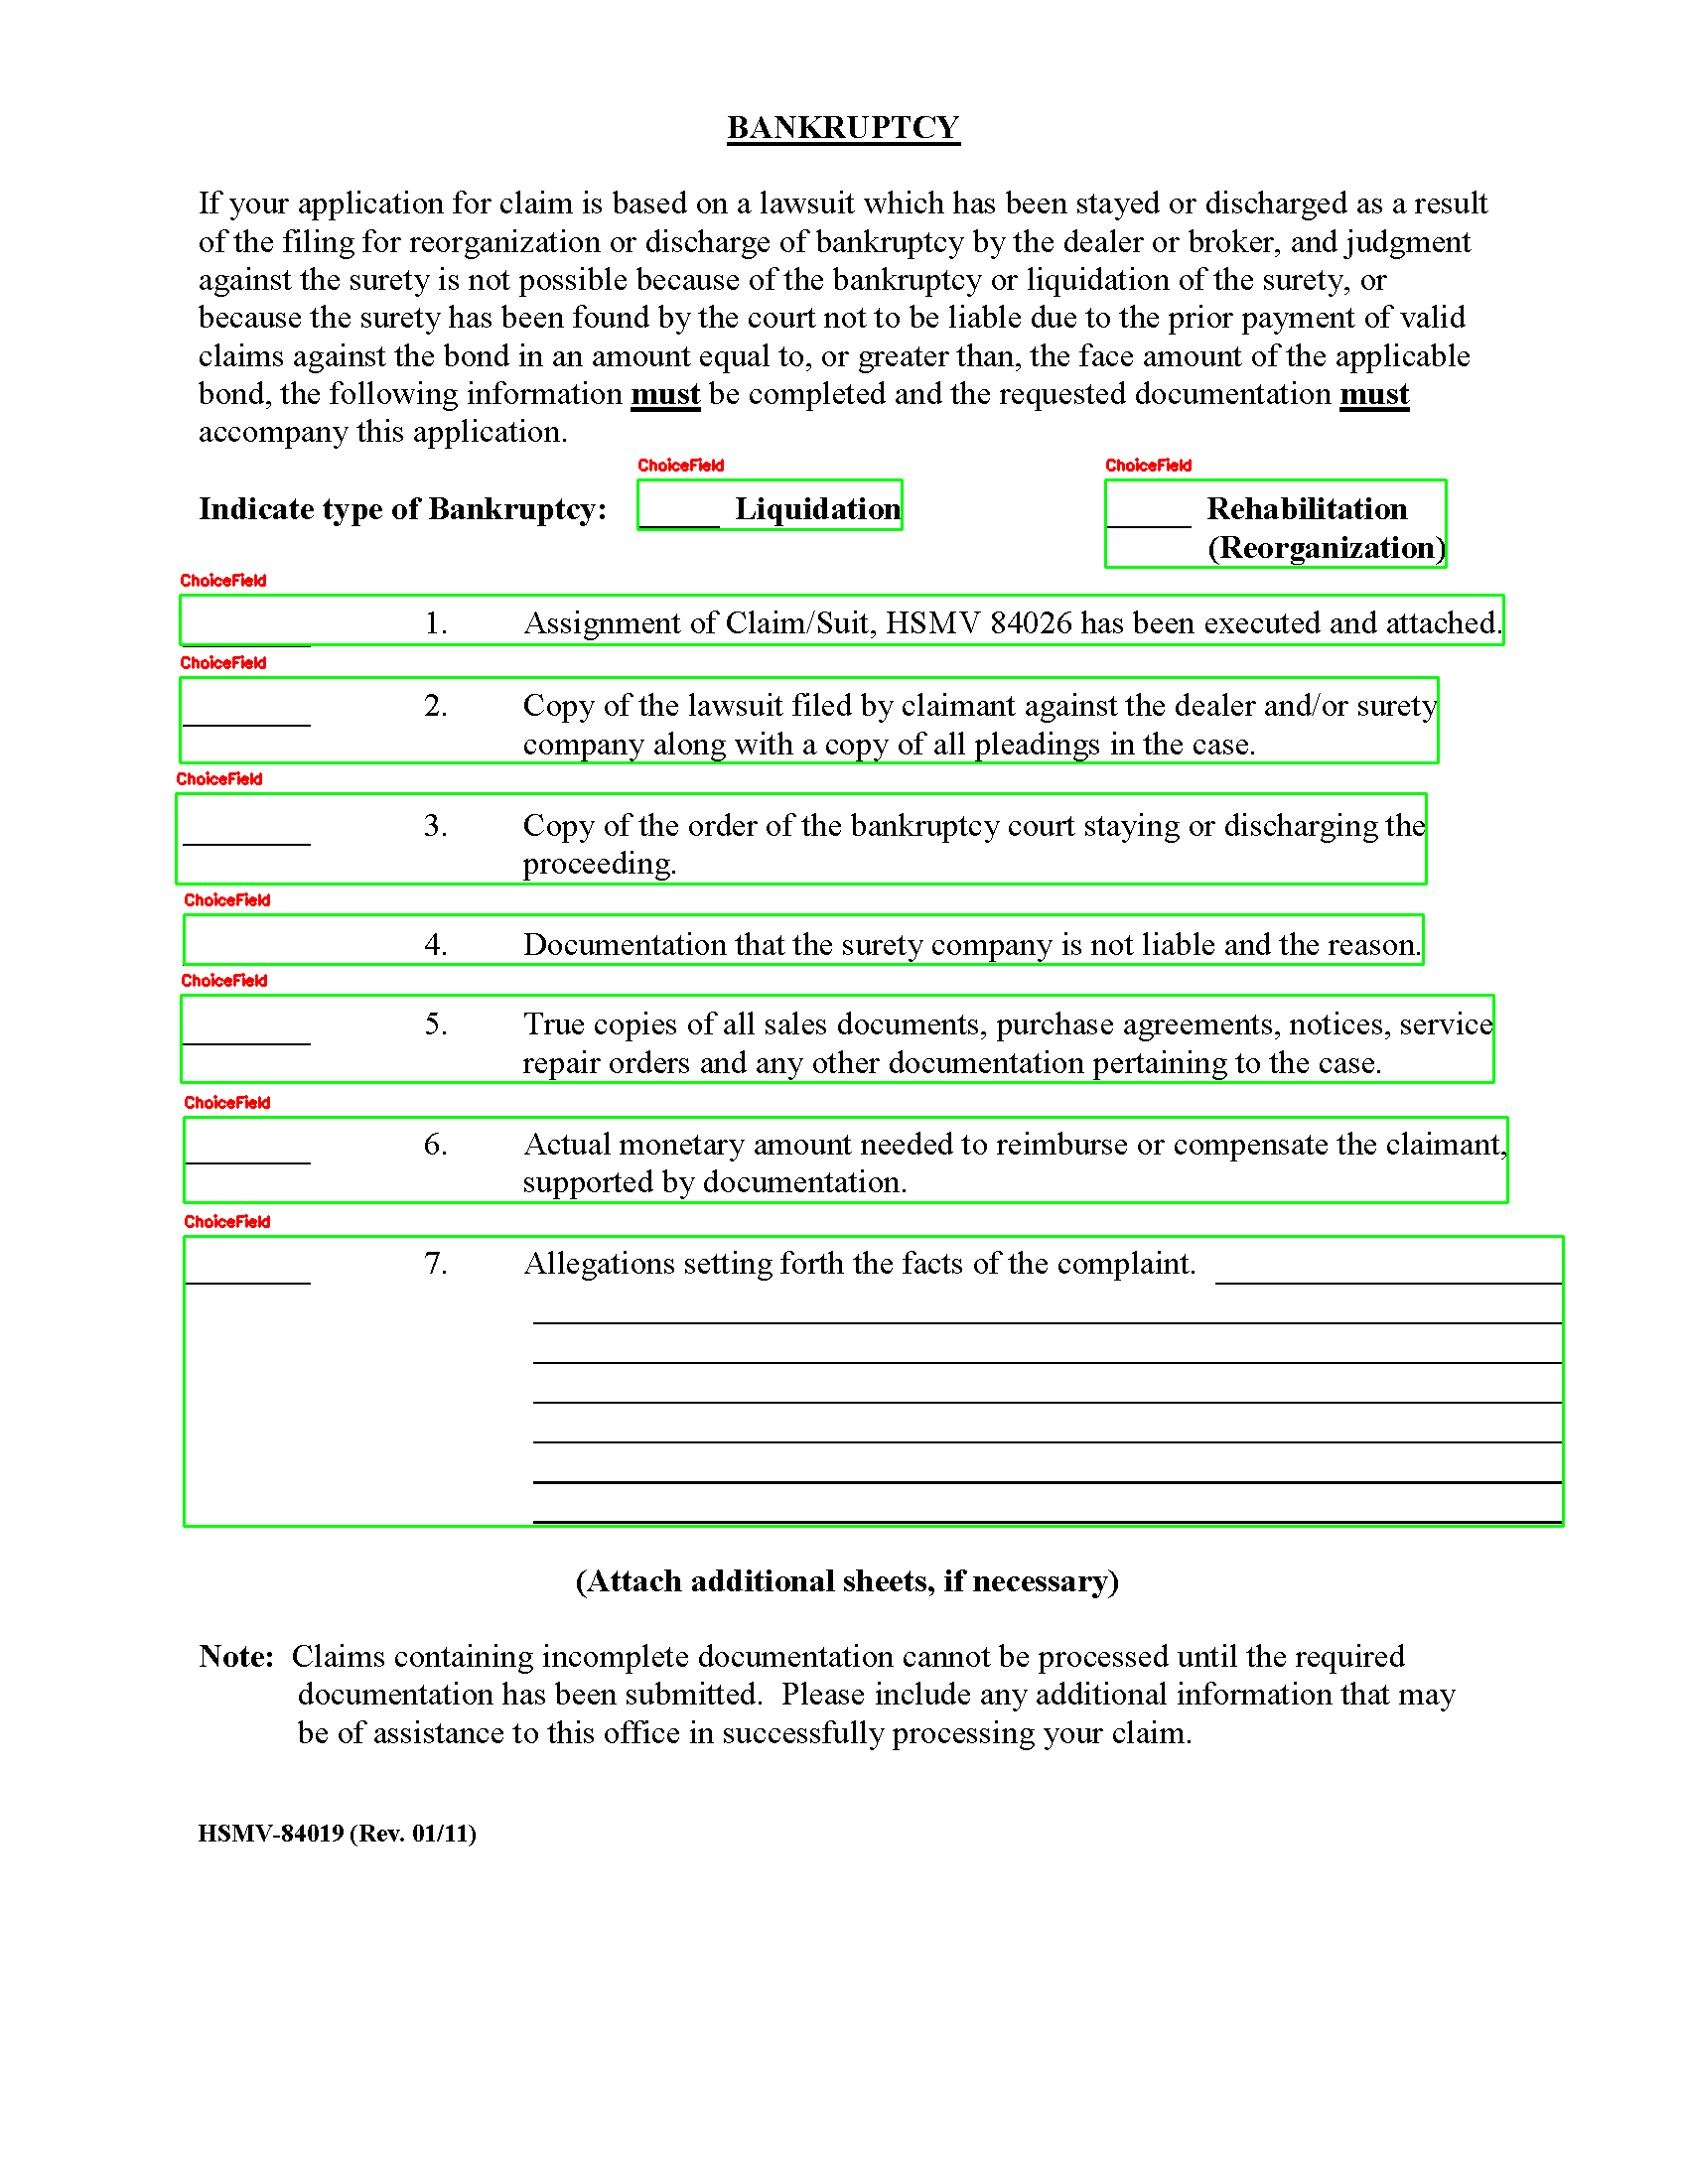 BANKRUPTCY
If your application for claim is based on a lawsuit which has been stayed or discharged as a result
of the filing for reorganization or discharge of bankruptcy by the dealer or broker, and judgment
against the surety is not possible because of the bankruptcy or liquidation of the surety, or
because the surety has been found by the court not to be liable due to the prior payment of valid
claims against the bond in an amount equal to, or greater than, the face amount of the applicable
bond, the following information must be completed and the requested documentation must
accompany this application.
ChoiceField ChoiceField
Indicate type of Bankruptcy: _____ Liquidation _____ Rehabilitation
(Reorganization)
ChoiceField
________ 1. Assignment of Claim/Suit, HSMV 84026 has been executed and attached.
ChoiceField
________ 2. Copy of the lawsuit filed by claimant against the dealer and/or surety
company along with a copy of all pleadings in the case.
ChoiceField
________ 3. Copy of the order of the bankruptcy court staying or discharging the
proceeding.
ChoiceField
4. Documentation that the surety company is not liable and the reason.
ChoiceField
________ 5. True copies of all sales documents, purchase agreements, notices, service
repair orders and any other documentation pertaining to the case.
ChoiceField
________ 6. Actual monetary amount needed to reimburse or compensate the claimant,
supported by documentation.
ChoiceField
________ 7. Allegations setting forth the facts of the complaint. ____________________
(Attach additional sheets, if necessary)
Note: Claims containing incomplete documentation cannot be processed until the required
documentation has been submitted. Please include any additional information that may
be of assistance to this office in successfully processing your claim.
HSMV-84019 (Rev. 01/11)